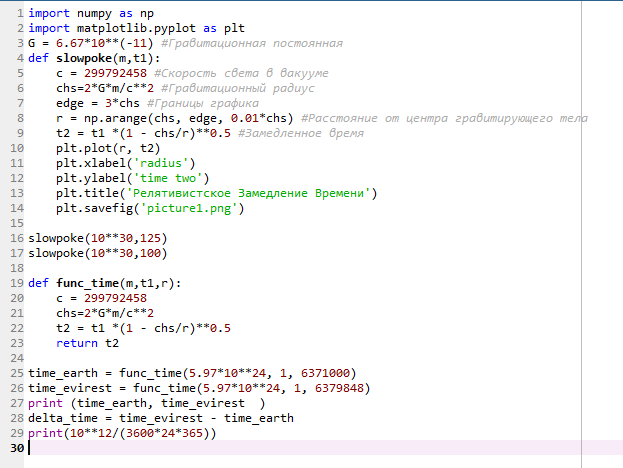 1 import numpy as np
2 import matplotlib.pyplot as plt
3 G = 6.67*10**(-11) #Гравитационная постоянная
4 def slowpoke(m,t1):
5     c = 299792458 #Скорость света в вакууме
6     chs=2*G*m/c**2 #Гравитационный радиус
7     edge = 3*chs #Границы графика
8     r = np.arange(chs, edge, 0.01*chs) #Расстояние от центра гравитирующего тела
9     t2 = t1 *(1 - chs/r)**0.5 #Замедленное время
10     plt.plot(r, t2)
11     plt.xlabel('radius')
12     plt.ylabel('time two')
13     plt.title('Релятивистское Замедление Времени')
14     plt.savefig('picture1.png')
15
16 slowpoke(10**30,125)
17 slowpoke(10**30,100)
18
19 def func_time(m,t1,r):
20     c = 299792458
21     chs=2*G*m/c**2
22     t2 = t1 *(1 - chs/r)**0.5
23     return t2
24
25 time_earth = func_time(5.97*10**24, 1, 6371000)
26 time_evirest = func_time(5.97*10**24, 1, 6379848)
27 print (time_earth, time_evirest  )
28 delta_time = time_evirest - time_earth
29 print(10**12/(3600*24*365))
30